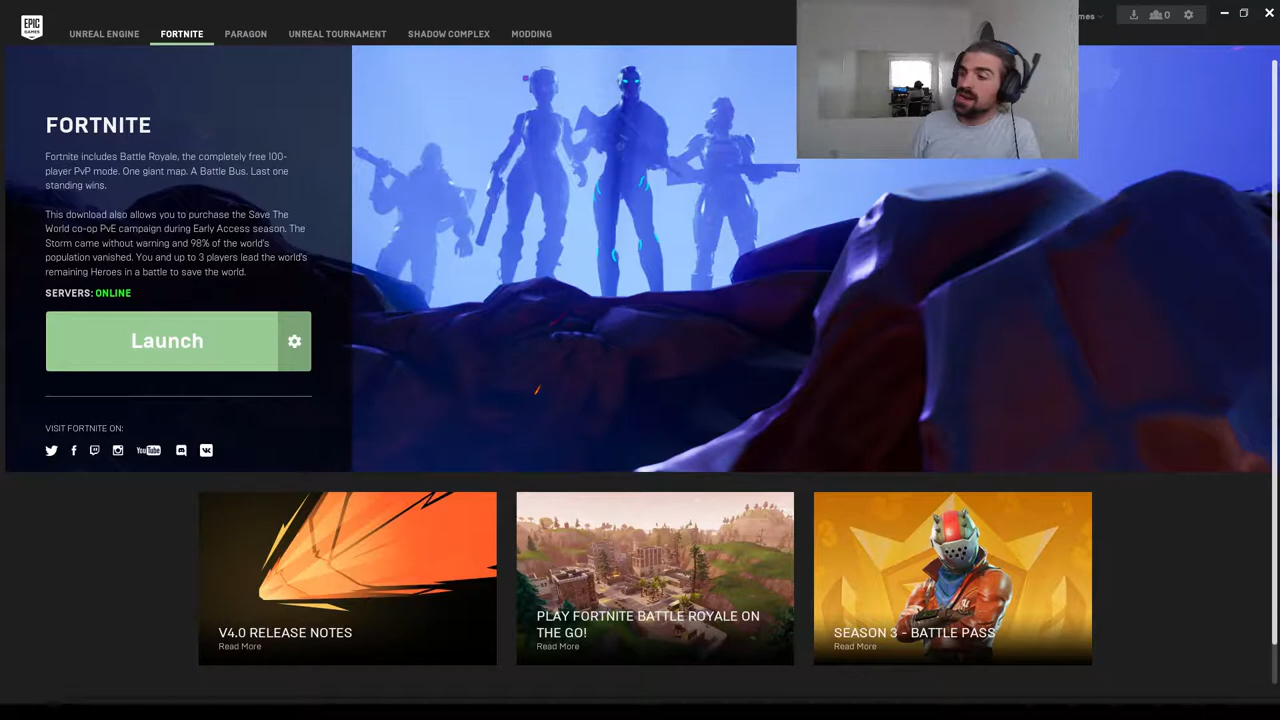 EPIC
GAMES
UNREAL ENGINE
FORTNITE
PARAGON
UNREAL TOURNAMENT
SHADOW COMPLEX
MODDING
mes
0
FORTNITE
Fortnite includes Battle Royale, the completely free 100-
player PvP mode. One giant map. A Battle Bus. Last one
standing wins.
This download also allows you to purchase the Save The
World co-op PvE campaign during Early Access season. The
Storm came without warning and 98% of the world's
population vanished. You and up to 3 players lead the world's
remaining Heroes in a battle to save the world.
SERVERS: ONLINE
Launch
VISIT FORTNITE ON:
YouTube
V4.0 RELEASE NOTES
Read More
PLAY FORTNITE BATTLE ROYALE ON
THE GO!
Read More
SEASON 3 - BATTLE PASS
Read More